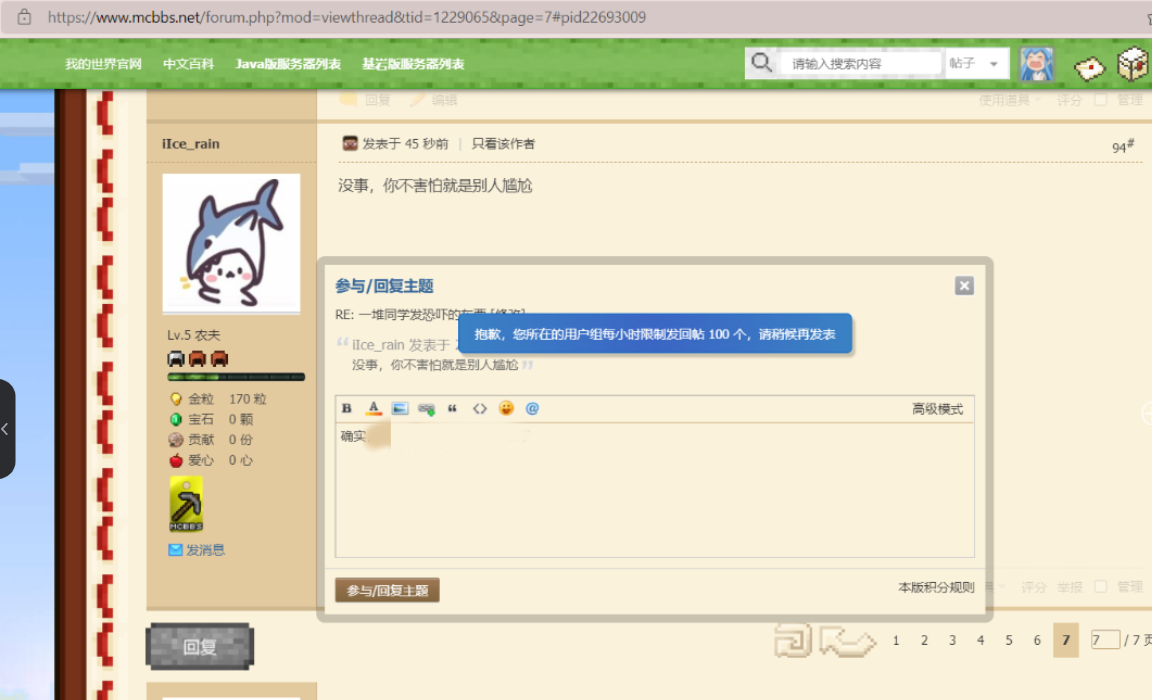 https://www.mcbbs.net/forum.php?mod=viewthread&tid=1229065&page=7#pid22693009
我的世界官网 中文百科 Java版服务器列表 基岩版服务器列表 请输入搜索内容 帖子
回复 编辑 使用道具 评分 管理
iIce_rain
发表于 45 秒前 | 只看该作者 94#
没事，你不害怕就是别人尴尬
参与/回复主题
RE: 一堆同学发恐吓的
抱歉，您所在的用户组每小时限制发回帖 100 个，请稍候再发表
“ iIce_rain 发表于
没事，你不害怕就是别人尴尬 ”
B A “ <> @ 高级模式
确实
参与/回复主题 本版积分规则
Lv.5 农夫
金粒 170 粒
宝石 0 颗
贡献 0 份
爱心 0 心
MCBBS
发消息
评分 举报 管理
回复
1 2 3 4 5 6 7 7 / 7 页